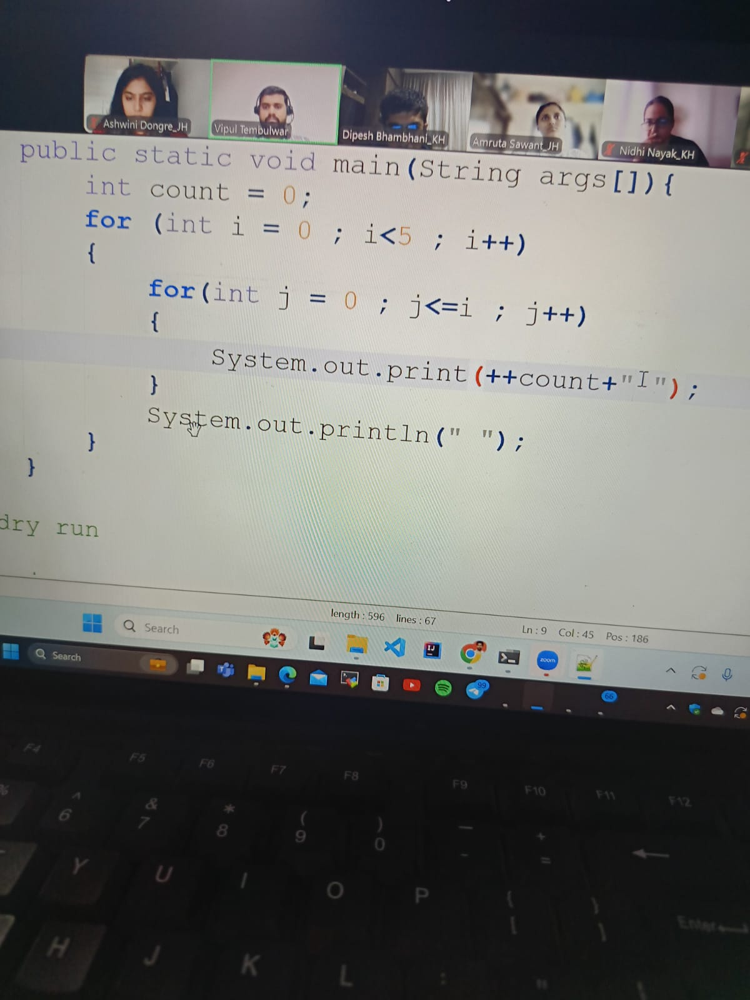 Ashwini Dongre_JH
Vipul Tembulwar
Dipesh Bhambhani_KH
Amruta Sawant_JH
Nidhi Nayak_KH
public static void main(String args[]){
int count = 0;
for (int i = 0 ; i<5 ; i++)
{
for(int j = 0 ; j<=i ; j++)
{
System.out.print(++count+" ");
}
System.out.println(" ");
}
}
dry run
length : 596 lines : 67
Ln : 9 Col : 45 Pos : 186
Search
IJ
zoom
Search
99
66
F4
F5
F6
F7
F8
F9
F10
F11
F12
%
^
6
&
7
*
8
(
9
)
0
—
-
+
=
Y
U
I
O
P
{
[
}
]
Enter
H
J
K
L
:
"